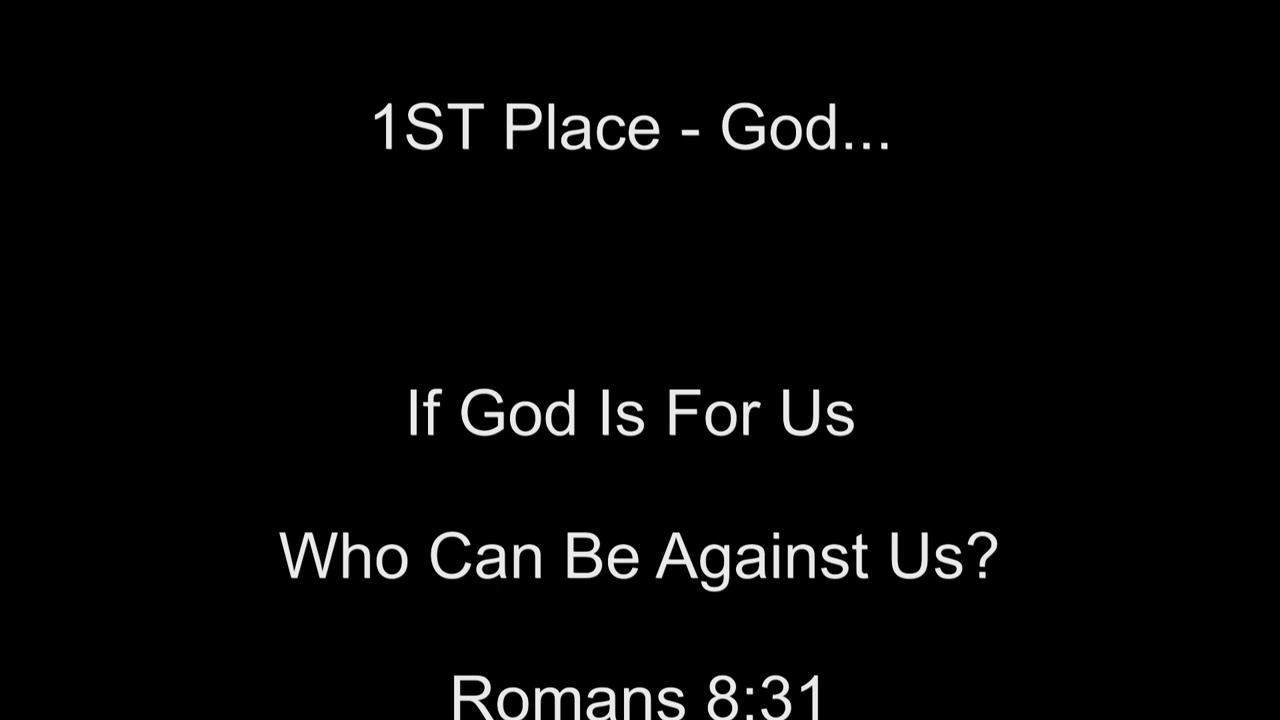 1ST Place - God...
If God Is For Us
Who Can Be Against Us?
Romans 8:31